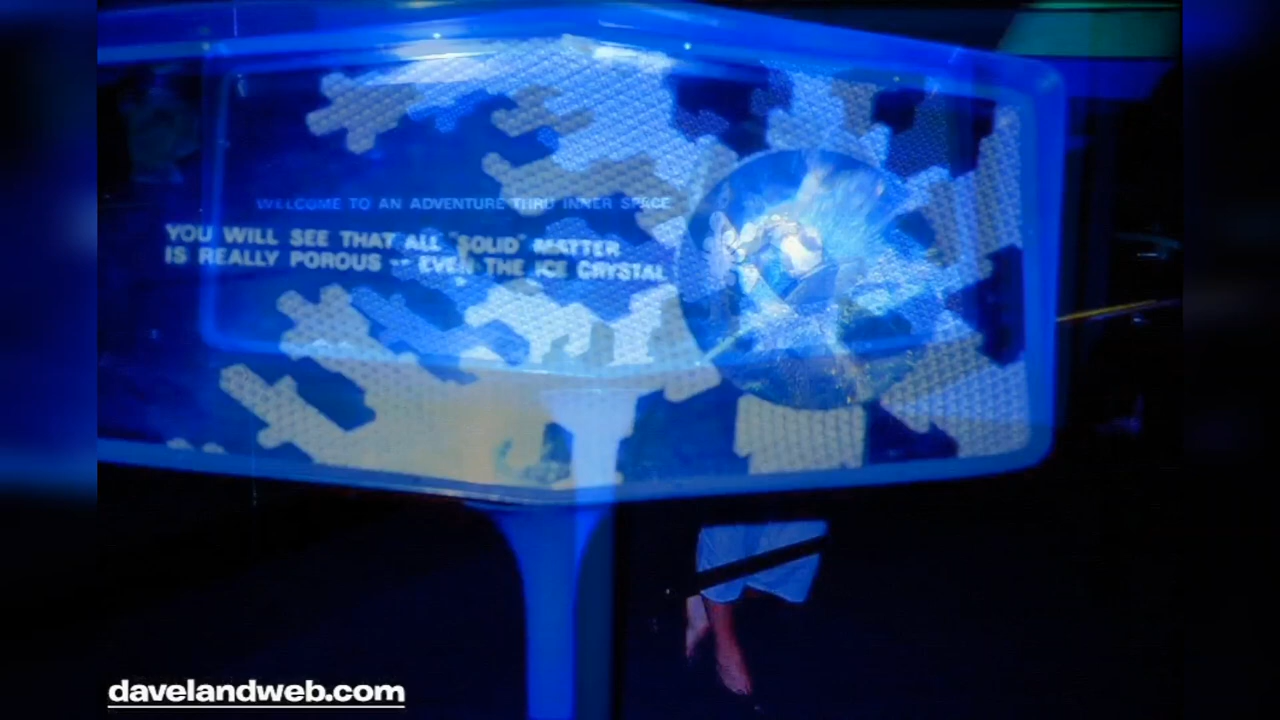 WELCOME TO AN ADVENTURE THRU INNER SPACE
YOU WILL SEE THAT ALL "SOLID" MATTER
IS REALLY POROUS -- EVEN THE ICE CRYSTAL
davelandweb.com